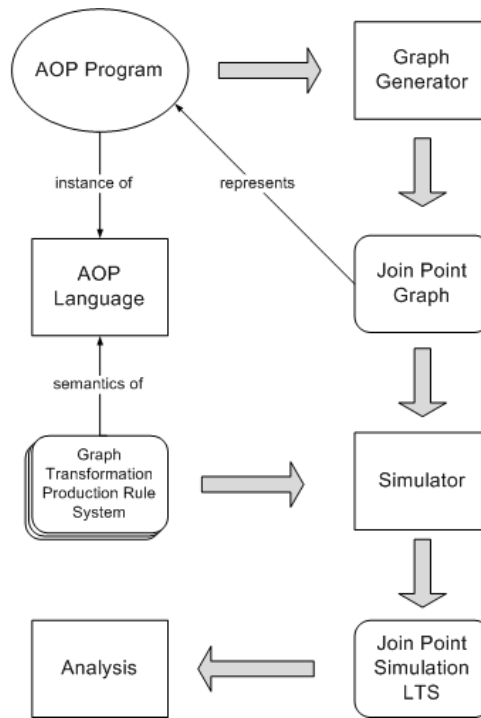 AOP Program
Graph
Generator
instance of
represents
AOP
Language
Join Point
Graph
semantics of
Graph
Transformation
Production Rule
System
Simulator
Analysis
Join Point
Simulation
LTS